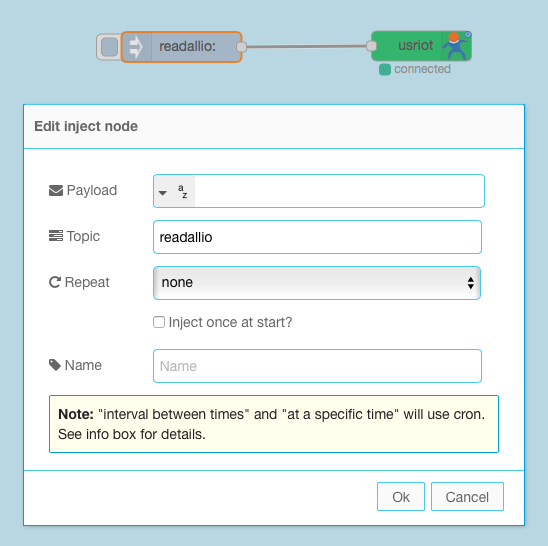 readallio:
usriot
connected
Edit inject node
Payload
a
z
Topic
readallio
Repeat
none
Inject once at start?
Name
Name
Note: "interval between times" and "at a specific time" will use cron.
See info box for details.
Ok
Cancel